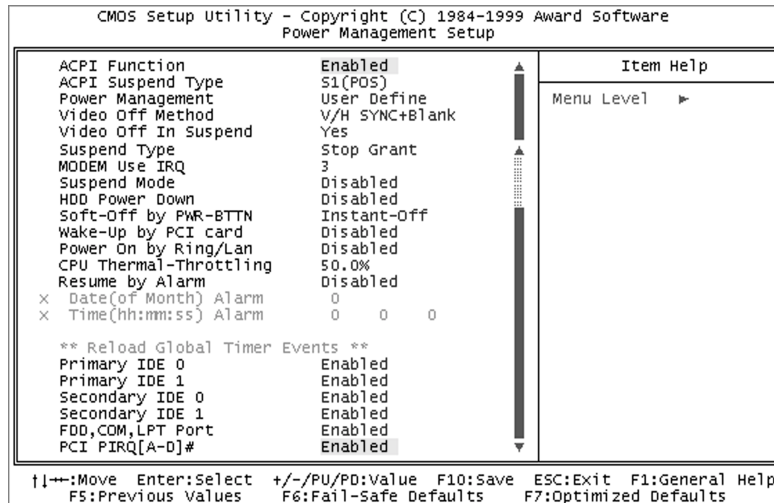 CMOS Setup Utility - Copyright (C) 1984-1999 Award Software
Power Management Setup
ACPI Function Enabled
ACPI Suspend Type S1(POS)
Power Management User Define
Video Off Method V/H SYNC+Blank
Video Off In Suspend Yes
Suspend Type Stop Grant
MODEM Use IRQ 3
Suspend Mode Disabled
HDD Power Down Disabled
Soft-Off by PWR-BTTN Instant-Off
Wake-Up by PCI card Disabled
Power On by Ring/Lan Disabled
CPU Thermal-Throttling 50.0%
Resume by Alarm Disabled
x Date(of Month) Alarm 0
x Time(hh:mm:ss) Alarm 0 0 0
** Reload Global Timer Events **
Primary IDE 0 Enabled
Primary IDE 1 Enabled
Secondary IDE 0 Enabled
Secondary IDE 1 Enabled
FDD,COM,LPT Port Enabled
PCI PIRQ[A-D]# Enabled
Item Help
Menu Level ►
↑↓→←:Move Enter:Select +/-/PU/PD:Value F10:Save ESC:Exit F1:General Help
F5:Previous Values F6:Fail-Safe Defaults F7:Optimized Defaults